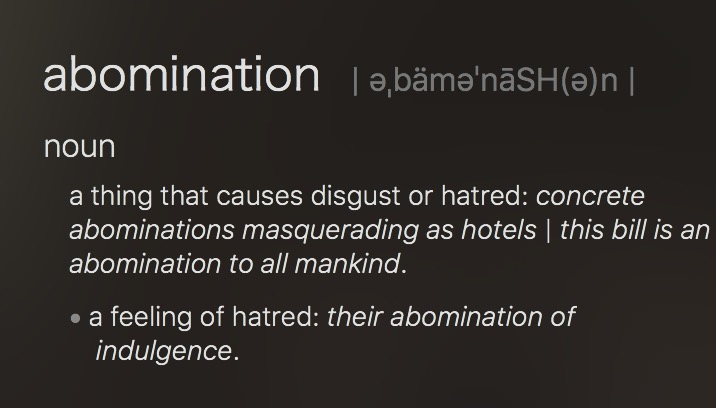 abomination | əˌbäməˈnāSH(ə)n |
noun
a thing that causes disgust or hatred: concrete
abominations masquerading as hotels | this bill is an
abomination to all mankind.
• a feeling of hatred: their abomination of
indulgence.